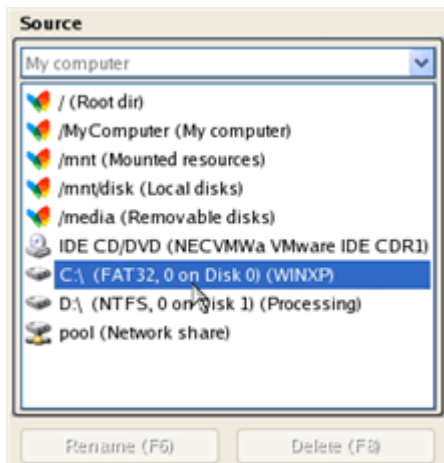 Source
My computer
/ (Root dir)
/MyComputer (My computer)
/mnt (Mounted resources)
/mnt/disk (Local disks)
/media (Removable disks)
IDE CD/DVD (NECVMWa VMware IDE CDR1)
C:\ (FAT32, 0 on Disk 0) (WINXP)
D:\ (NTFS, 0 on Disk 1) (Processing)
pool (Network share)
Rename (F6) Delete (F8)